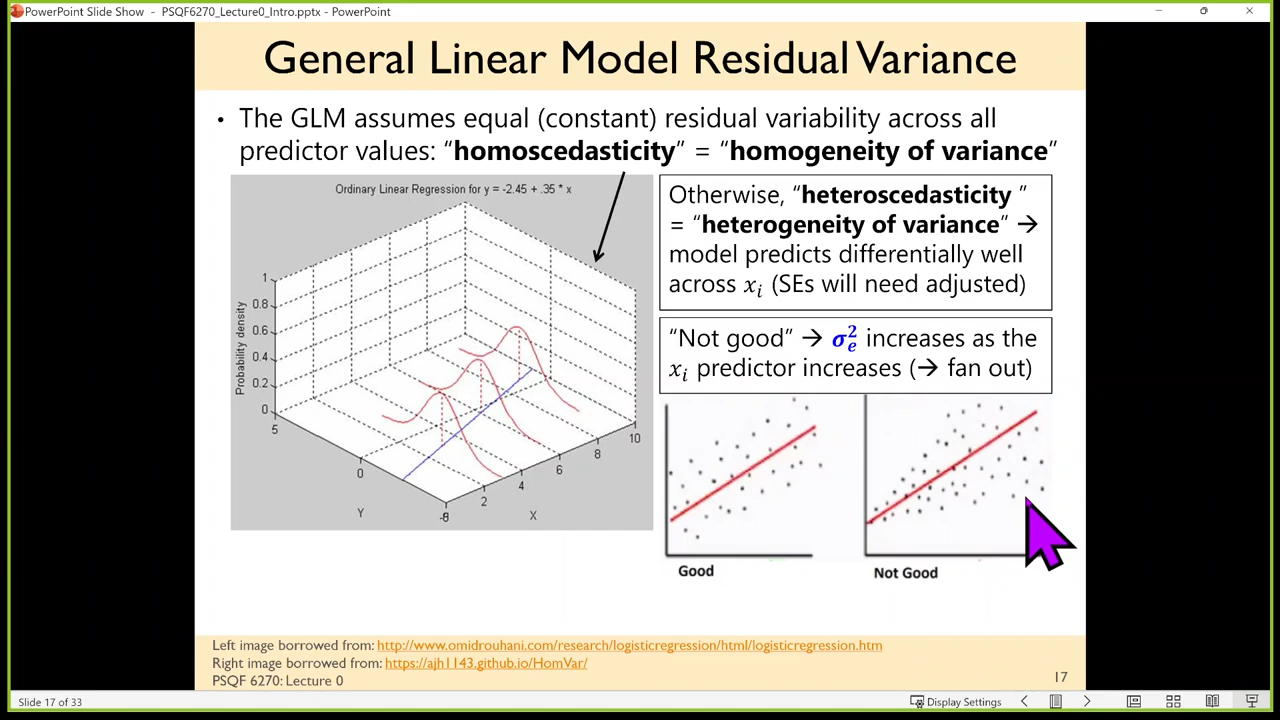 PowerPoint Slide Show - PSQF6270_Lecture0_Intro.pptx - PowerPoint
General Linear Model Residual Variance
• The GLM assumes equal (constant) residual variability across all
predictor values: “homoscedasticity” = “homogeneity of variance”
Ordinary Linear Regression for y = -2.45 + .35 * x
Probability density
1
0.8
0.6
0.4
0.2
0
5
0
-8
Y
2
4
6
8
10
X
Otherwise, “heteroscedasticity ”
= “heterogeneity of variance” →
model predicts differentially well
across xᵢ (SEs will need adjusted)
“Not good” → σ²ₑ increases as the
xᵢ predictor increases (→ fan out)
Good
Not Good
Left image borrowed from: http://www.omidrouhani.com/research/logisticregression/html/logisticregression.htm
Right image borrowed from: https://ajh1143.github.io/HomVar/
PSQF 6270: Lecture 0
17
Slide 17 of 33
Display Settings